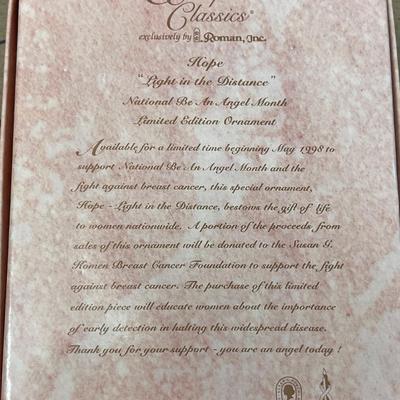 Classics®
exclusively by Roman, Inc.
Hope
"Light in the Distance"
National Be An Angel Month
Limited Edition Ornament
Available for a limited time beginning May 1998 to
support National Be An Angel Month and the
fight against breast cancer, this special ornament,
Hope - Light in the Distance, bestows the gift of life
to women nationwide. A portion of the proceeds from
sales of this ornament will be donated to the Susan G.
Komen Breast Cancer Foundation to support the fight
against breast cancer. The purchase of this limited
edition piece will educate women about the importance
of early detection in halting this widespread disease.
Thank you for your support - you are an angel today !